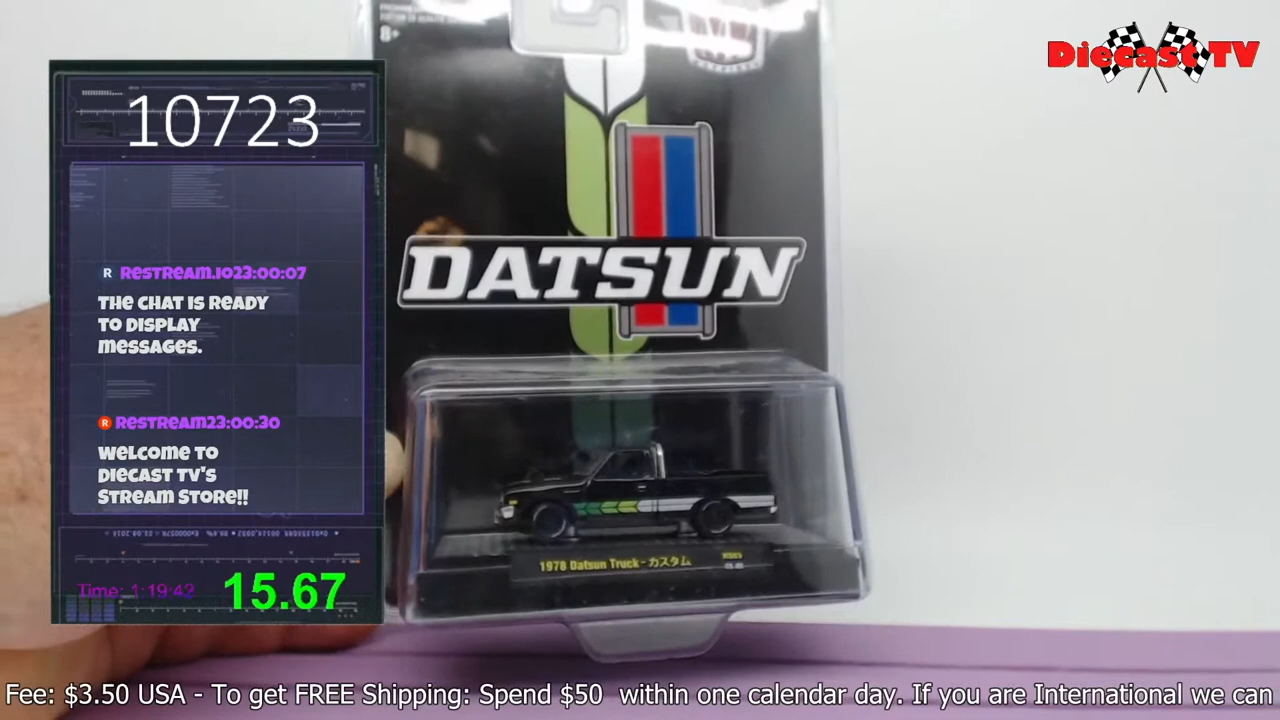 8+
Diecast TV
10723
DATSUN
Restream.io23:00:07
The chat is ready
to display
messages.
Restream23:00:30
Welcome to
Diecast TV's
Stream Store!!
1978 Datsun Truck - カスタム
Time: 1:19:42
15.67
Fee: $3.50 USA - To get FREE Shipping: Spend $50 within one calendar day. If you are International we can